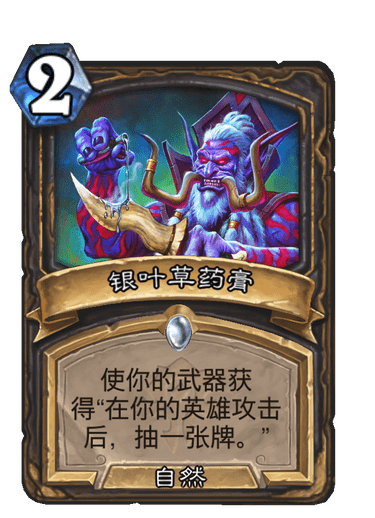 2
银叶草药膏
使你的武器获
得“在你的英雄攻击
后，抽一张牌。”
自然